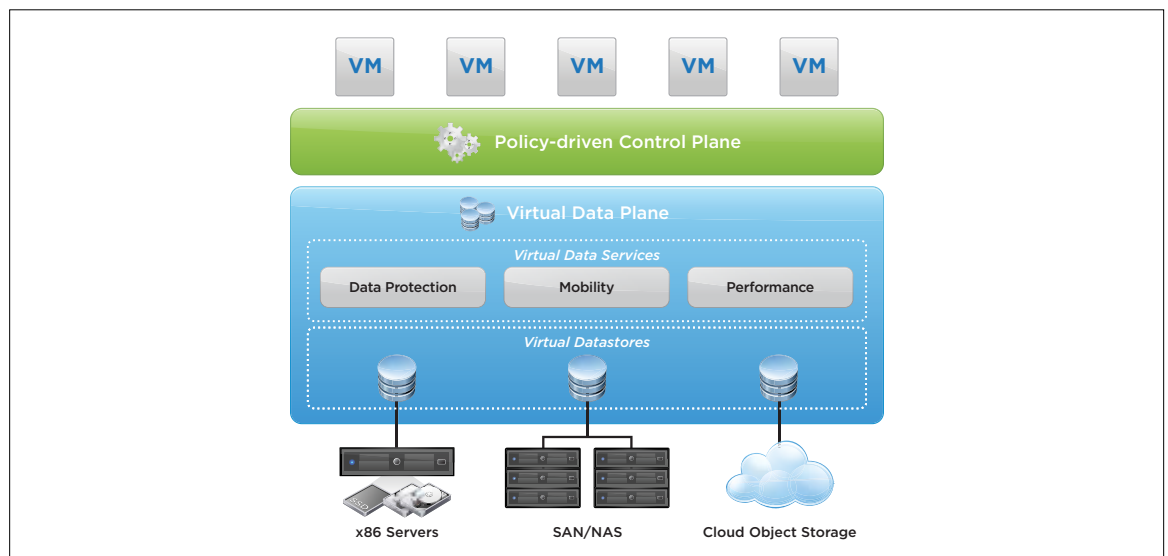 VM VM VM VM VM
Policy-driven Control Plane
Virtual Data Plane
Virtual Data Services
Data Protection Mobility Performance
Virtual Datastores
SSD
x86 Servers SAN/NAS Cloud Object Storage